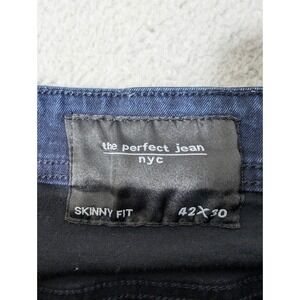 the perfect jean
nyc
SKINNY FIT 42X30